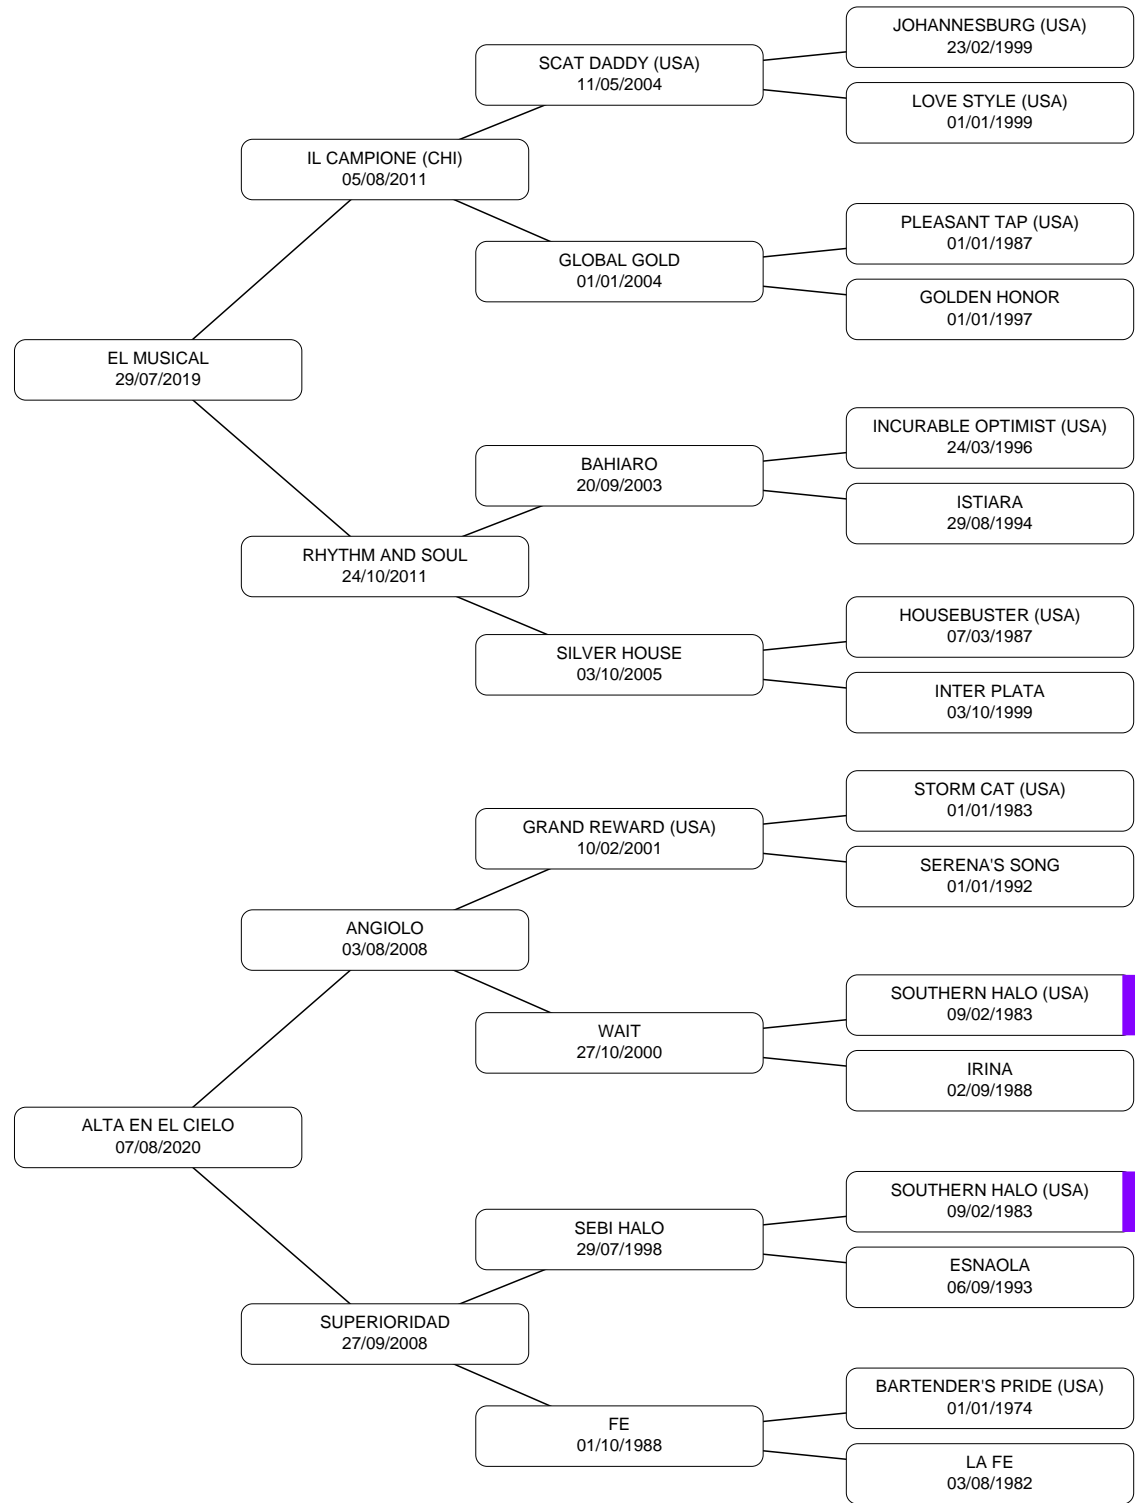 JOHANNESBURG (USA)
23/02/1999
SCAT DADDY (USA)
11/05/2004
LOVE STYLE (USA)
01/01/1999
IL CAMPIONE (CHI)
05/08/2011
PLEASANT TAP (USA)
01/01/1987
GLOBAL GOLD
01/01/2004
GOLDEN HONOR
01/01/1997
EL MUSICAL
29/07/2019
INCURABLE OPTIMIST (USA)
24/03/1996
BAHIARO
20/09/2003
ISTIARA
29/08/1994
RHYTHM AND SOUL
24/10/2011
HOUSEBUSTER (USA)
07/03/1987
SILVER HOUSE
03/10/2005
INTER PLATA
03/10/1999
STORM CAT (USA)
01/01/1983
GRAND REWARD (USA)
10/02/2001
SERENA'S SONG
01/01/1992
ANGIOLO
03/08/2008
SOUTHERN HALO (USA)
09/02/1983
WAIT
27/10/2000
IRINA
02/09/1988
ALTA EN EL CIELO
07/08/2020
SOUTHERN HALO (USA)
09/02/1983
SEBI HALO
29/07/1998
ESNAOLA
06/09/1993
SUPERIORIDAD
27/09/2008
BARTENDER'S PRIDE (USA)
01/01/1974
FE
01/10/1988
LA FE
03/08/1982